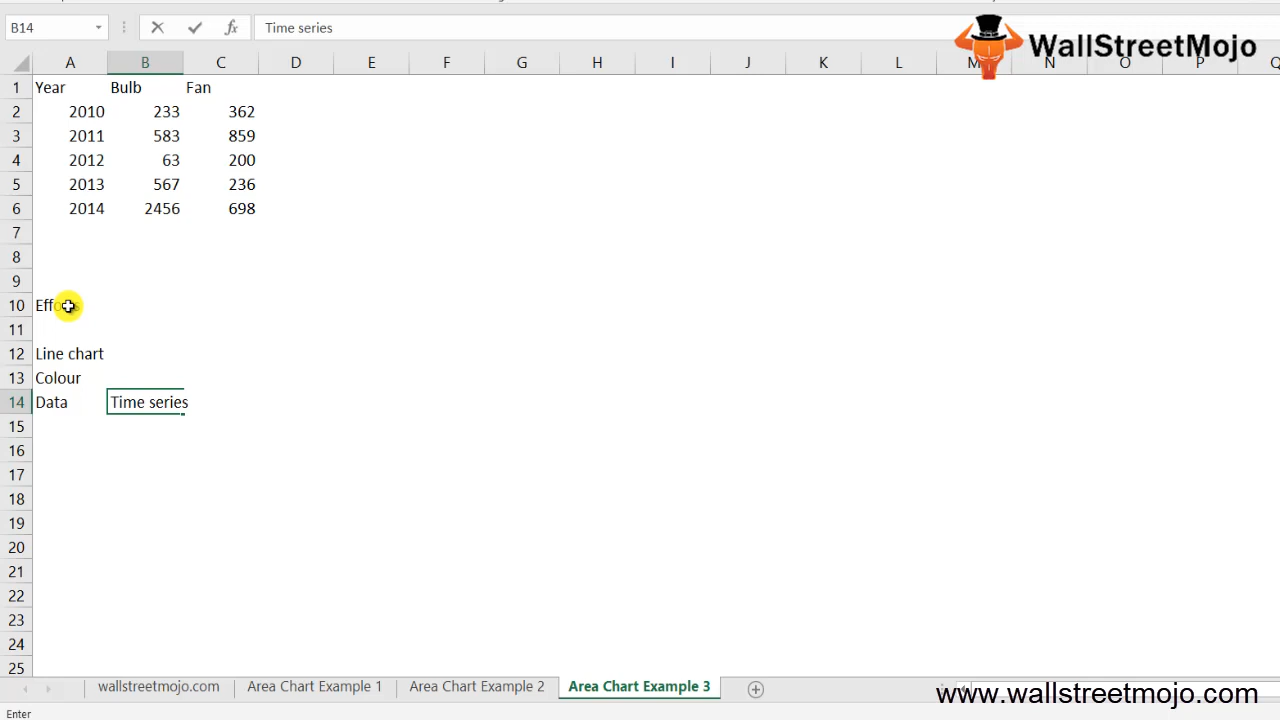 B14 fx Time series
WallStreetMojo
A B C D E F G H I J K L M N O P Q
1 Year Bulb Fan
2 2010 233 362
3 2011 583 859
4 2012 63 200
5 2013 567 236
6 2014 2456 698
7
8
9
10
11
12 Line chart
13 Colour
14 Data Time series
15
16
17
18
19
20
21
22
23
24
25
wallstreetmojo.com Area Chart Example 1 Area Chart Example 2 Area Chart Example 3
www.wallstreetmojo.com
Enter